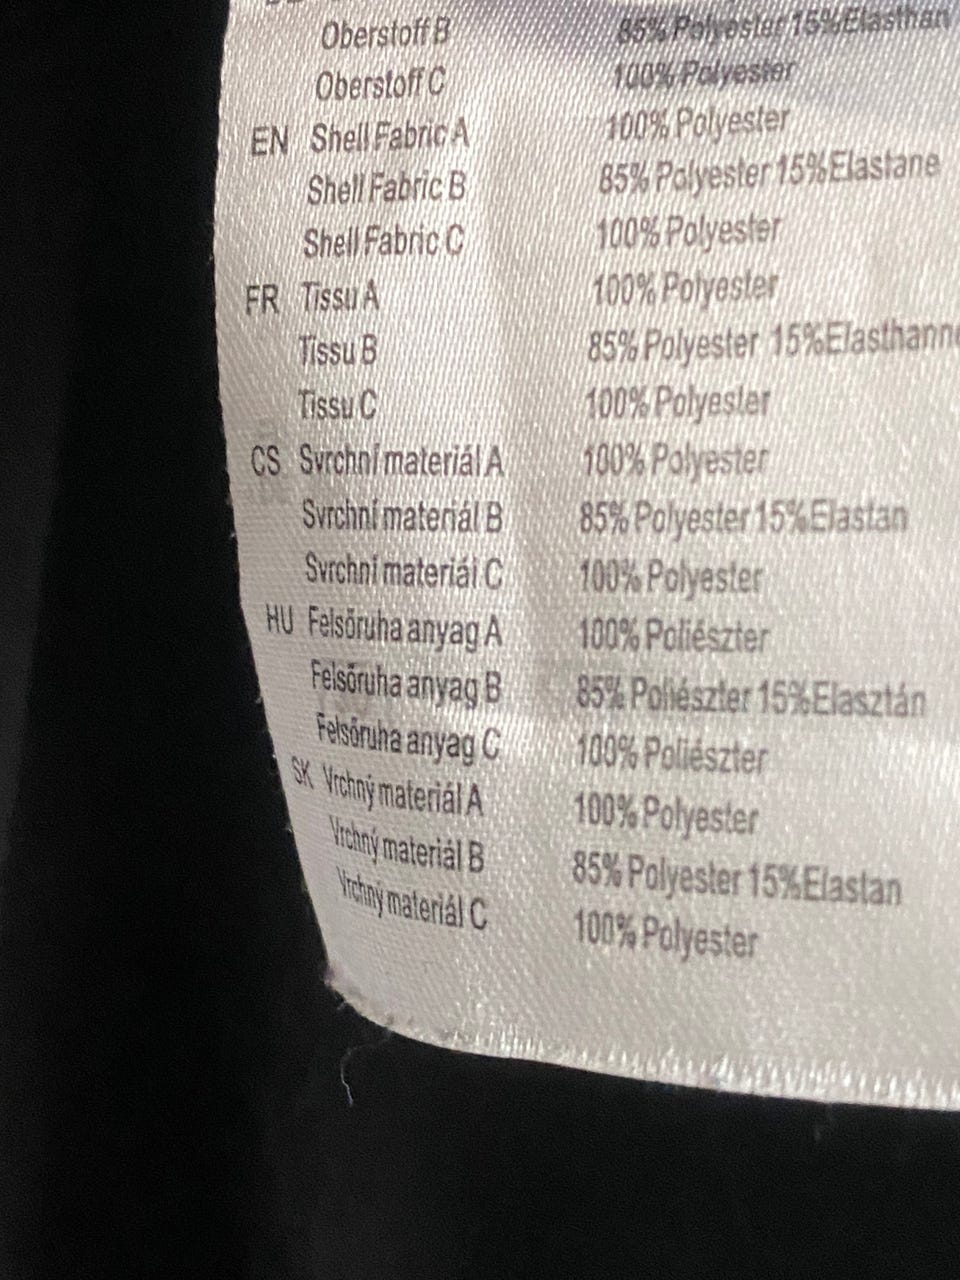 Oberstoff B 85% Polyester 15%Elasthan
Oberstoff C 100% Polyester
EN Shell Fabric A 100% Polyester
Shell Fabric B 85% Polyester 15%Elastane
Shell Fabric C 100% Polyester
FR Tissu A 100% Polyester
Tissu B 85% Polyester 15%Elasthanne
Tissu C 100% Polyester
CS Svrchní materiál A 100% Polyester
Svrchní materiál B 85% Polyester 15%Elastan
Svrchní materiál C 100% Polyester
HU Felsőruha anyag A 100% Poliészter
Felsőruha anyag B 85% Poliészter 15%Elasztán
Felsőruha anyag C 100% Poliészter
SK Vrchný materiál A 100% Polyester
Vrchný materiál B 85% Polyester 15%Elastan
Vrchný materiál C 100% Polyester